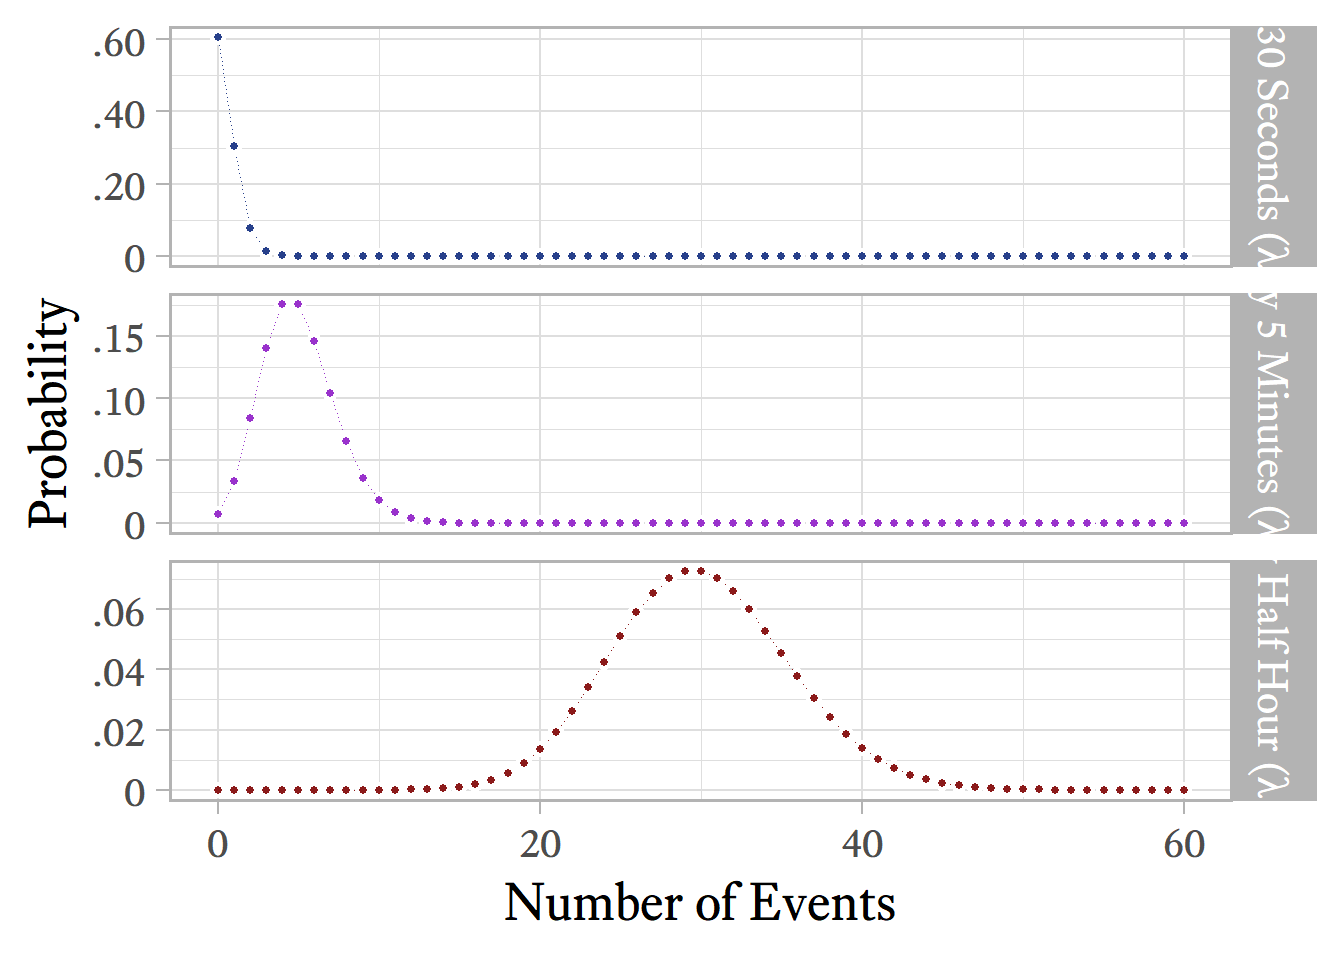 .60
.40
.20
0
30 Seconds (λ
.15
.10
.05
0
y 5 Minutes (λ
.06
.04
.02
0
Half Hour (λ
0 20 40 60
Number of Events
Probability